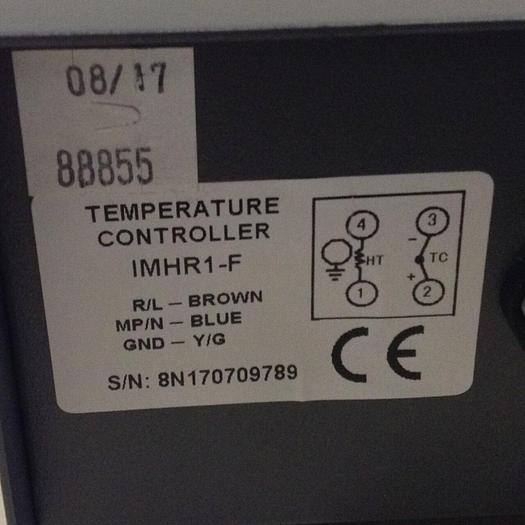 08/17
88855
TEMPERATURE
CONTROLLER
IMHR1-F
R/L – BROWN
MP/N – BLUE
GND – Y/G
S/N: 8N170709789
4 3
–
HT TC
+
1 2
CE